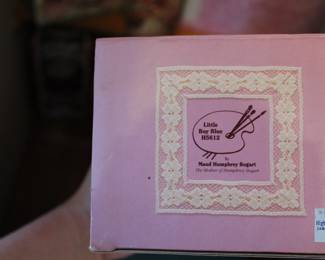 Little
Boy Blue
H5612
By
Maud Humphrey Bogart
The Mother of Humphrey Bogart